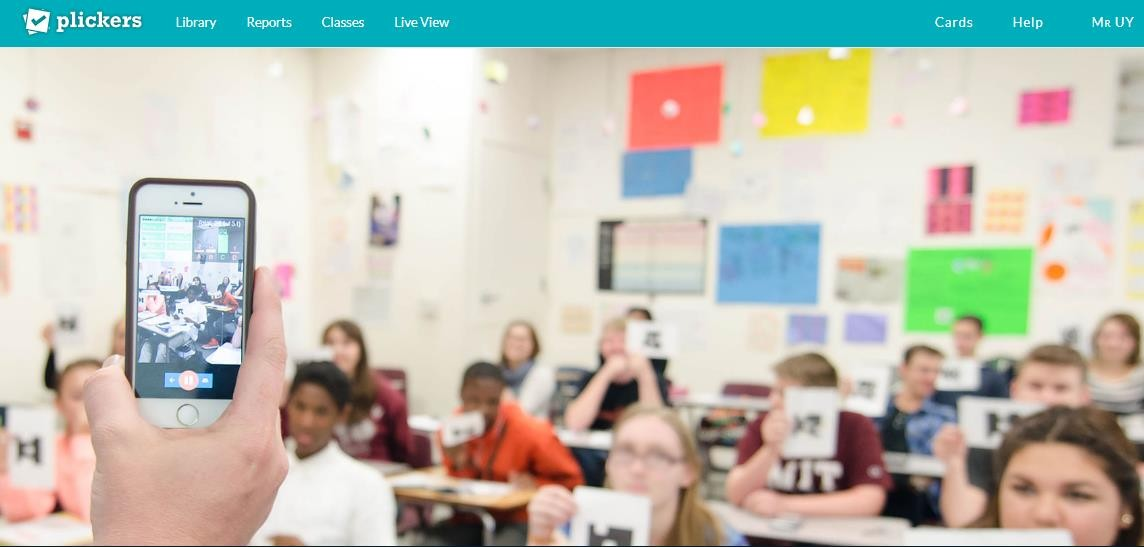 plickers
Library
Reports
Classes
Live View
Cards
Help
Mr UY
MIT